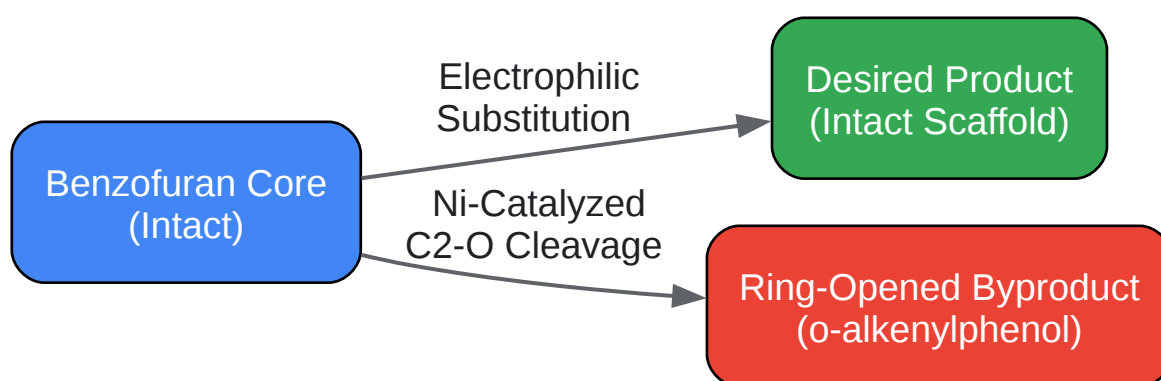 Benzofuran Core
(Intact)
Electrophilic
Substitution
Desired Product
(Intact Scaffold)
Ni-Catalyzed
C2-O Cleavage
Ring-Opened Byproduct
(o-alkenylphenol)